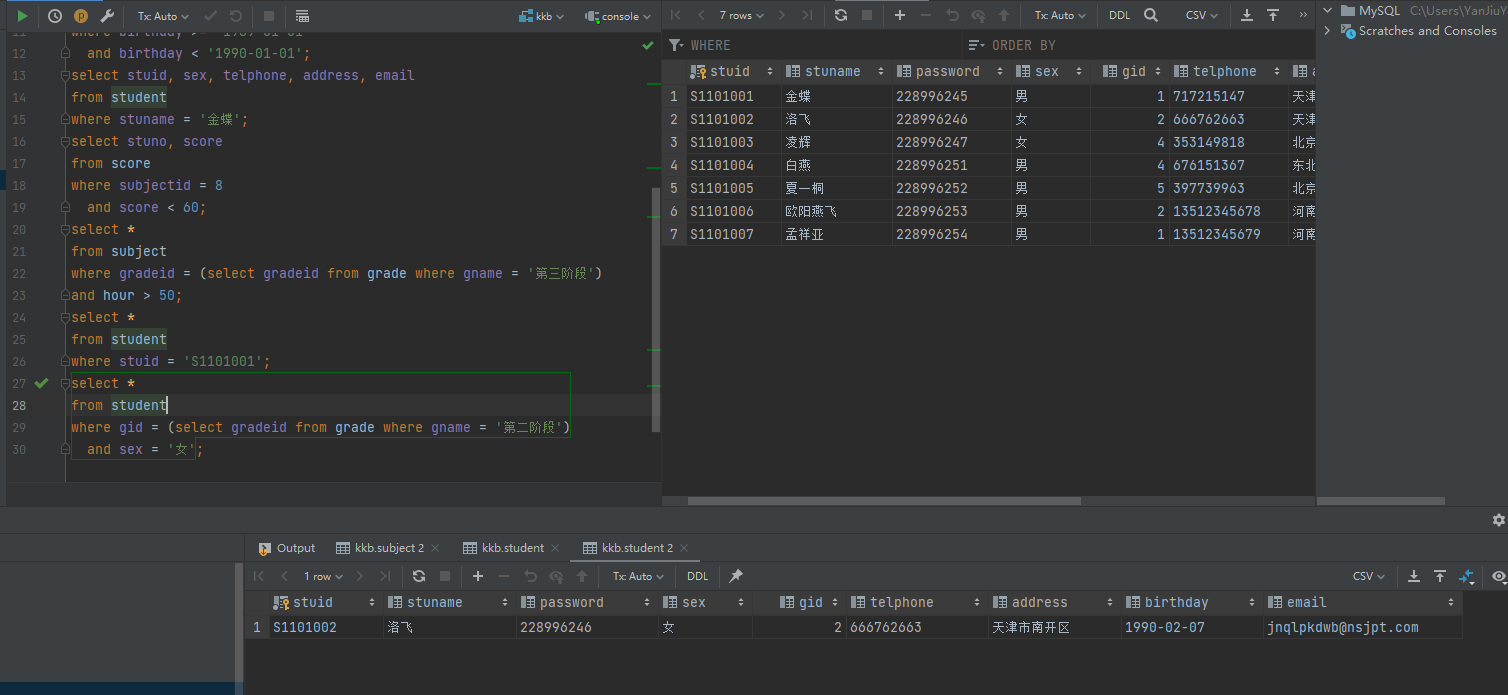 Tx: Auto
kkb
console
7 rows
Tx: Auto
DDL
CSV
MySQL
Scratches and Consoles
WHERE
ORDER BY
12 and birthday < '1990-01-01';
13 select stuid, sex, telphone, address, email
14 from student
15 where stuname = '金蝶';
16 select stuno, score
17 from score
18 where subjectid = 8
19 and score < 60;
20 select *
21 from subject
22 where gradeid = (select gradeid from grade where gname = '第三阶段')
23 and hour > 50;
24 select *
25 from student
26 where stuid = 'S1101001';
27 select *
28 from student
29 where gid = (select gradeid from grade where gname = '第二阶段')
30 and sex = '女';
stuid stuname password sex gid telphone
1 S1101001 金蝶 228996245 男 1 717215147 天津
2 S1101002 洛飞 228996246 女 2 666762663 天津
3 S1101003 凌辉 228996247 女 4 353149818 北京
4 S1101004 白燕 228996251 男 4 676151367 东北
5 S1101005 夏一桐 228996252 男 5 397739963 北京
6 S1101006 欧阳燕飞 228996253 男 2 13512345678 河南
7 S1101007 孟祥亚 228996254 男 1 13512345679 河南
Output kkb.subject 2 kkb.student kkb.student 2
1 row Tx: Auto DDL CSV
stuid stuname password sex gid telphone address birthday email
1 S1101002 洛飞 228996246 女 2 666762663 天津市南开区 1990-02-07 jnqlpkdwb@nsjpt.com